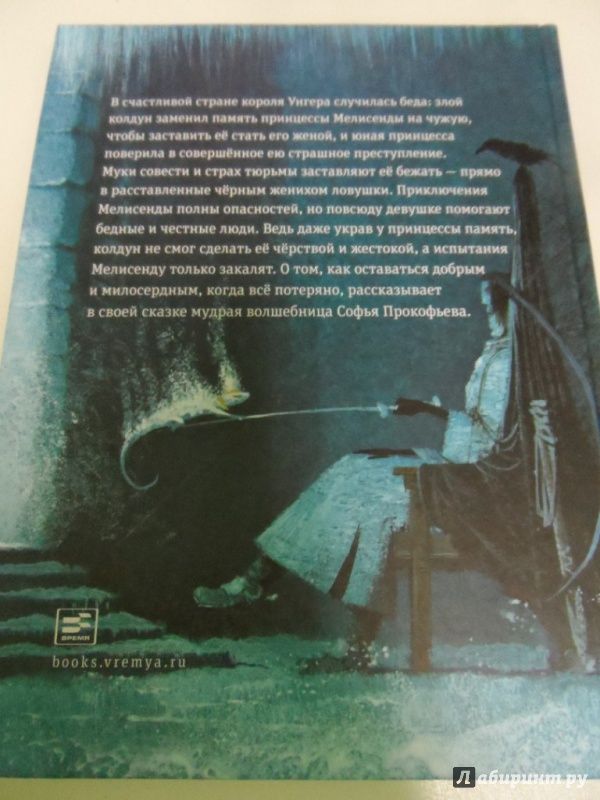 В счастливой стране короля Унгера случилась беда: злой
колдун заменил память принцессы Мелисенды на чужую,
чтобы заставить её стать его женой, и юная принцесса
поверила в совершённое ею страшное преступление.
Муки совести и страх тюрьмы заставляют её бежать — прямо
в расставленные чёрным женихом ловушки. Приключения
Мелисенды полны опасностей, но повсюду девушке помогают
бедные и честные люди. Ведь даже украв у принцессы память,
колдун не смог сделать её чёрствой и жестокой, а испытания
Мелисенду только закалят. О том, как оставаться добрым
и милосердным, когда всё потеряно, рассказывает
в своей сказке мудрая волшебница Софья Прокофьева.
ВРЕМЯ
books.vremya.ru
Лабиринт.ру